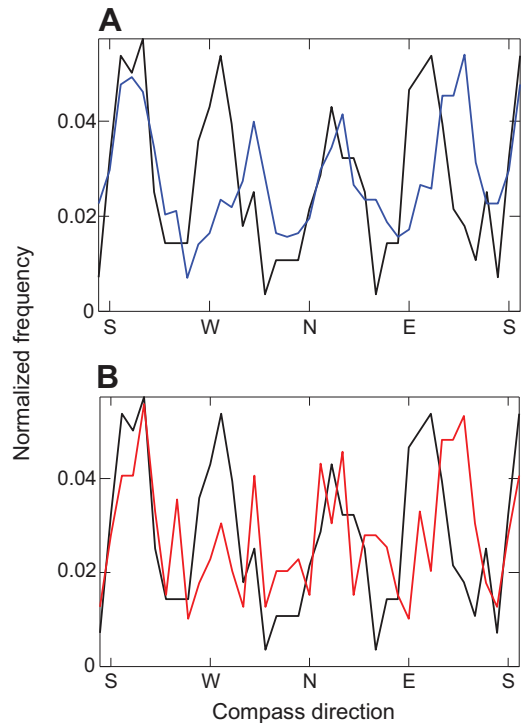 A
0.04
0.02
0
S W N E S
Normalized frequency
B
0.04
0.02
0
S W N E S
Compass direction